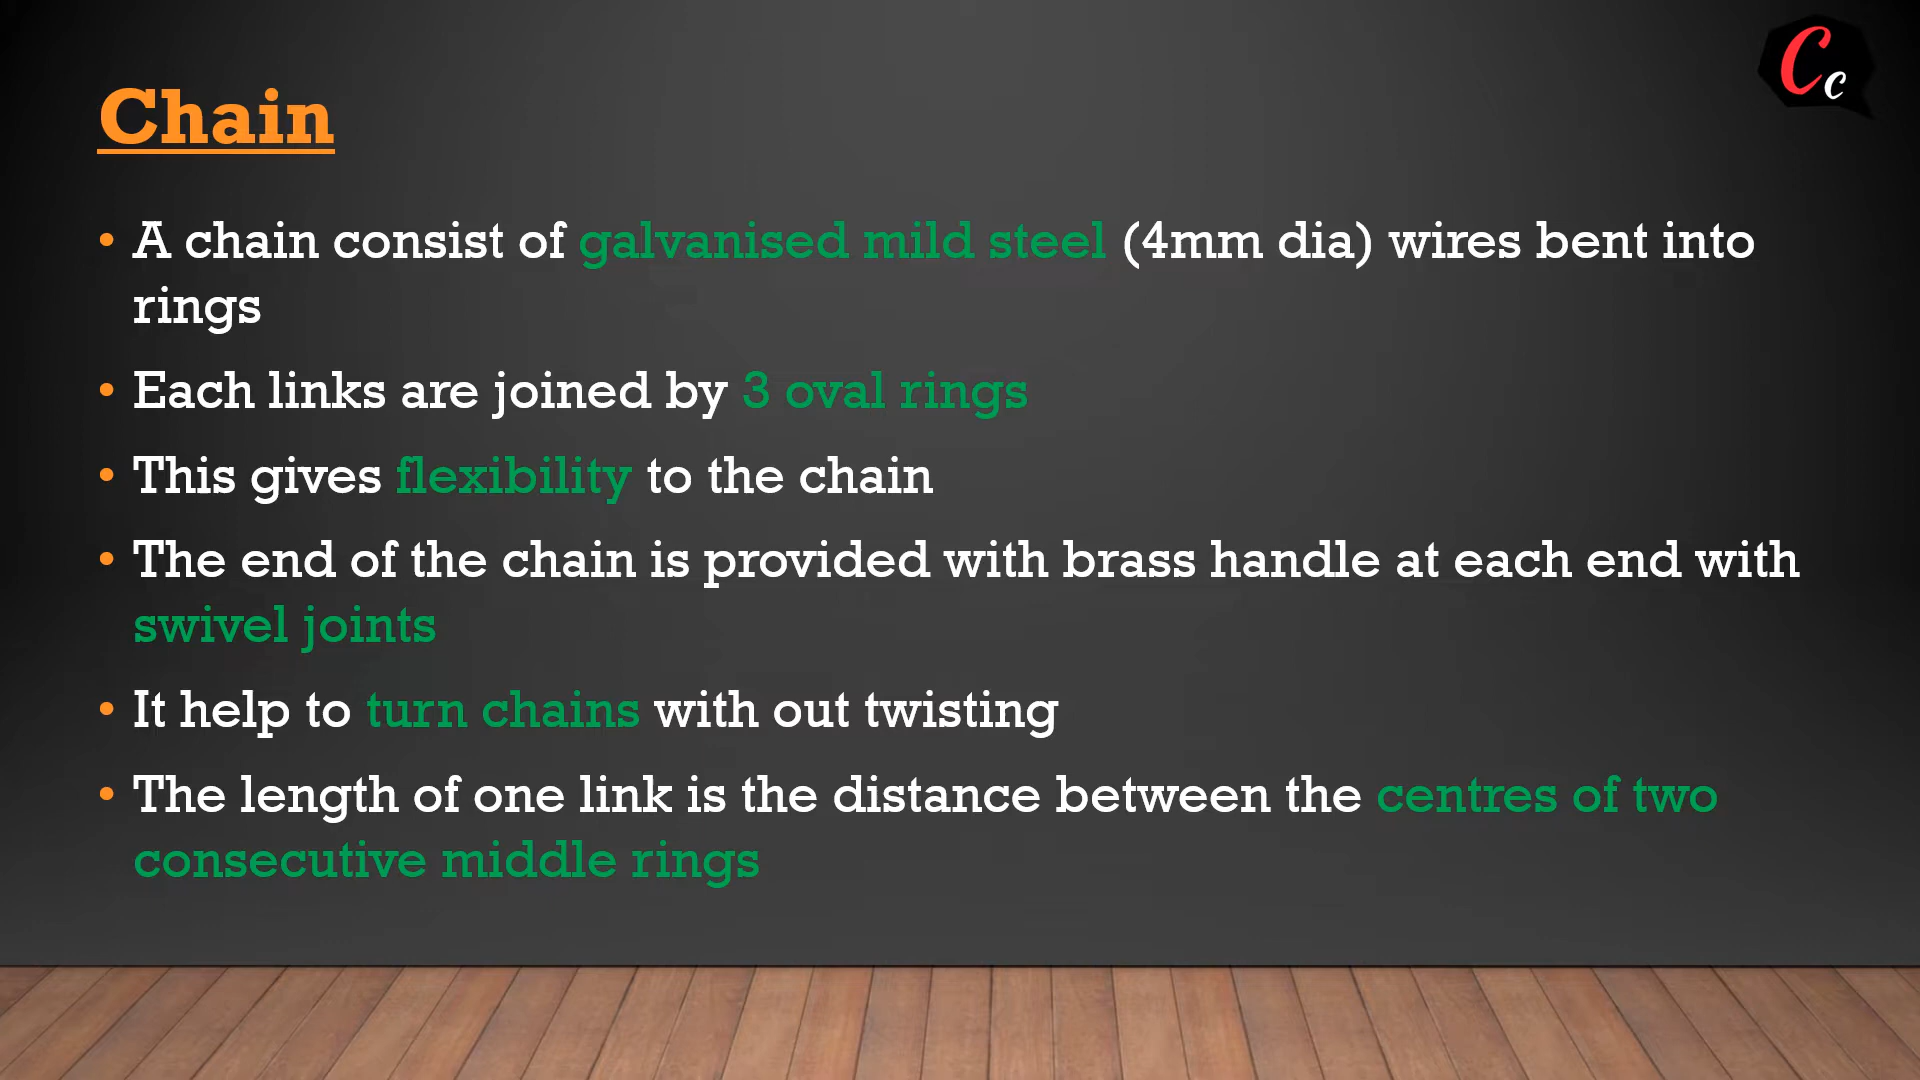 Cc
Chain
• A chain consist of galvanised mild steel (4mm dia) wires bent into
rings
• Each links are joined by 3 oval rings
• This gives flexibility to the chain
• The end of the chain is provided with brass handle at each end with
swivel joints
• It help to turn chains with out twisting
• The length of one link is the distance between the centres of two
consecutive middle rings